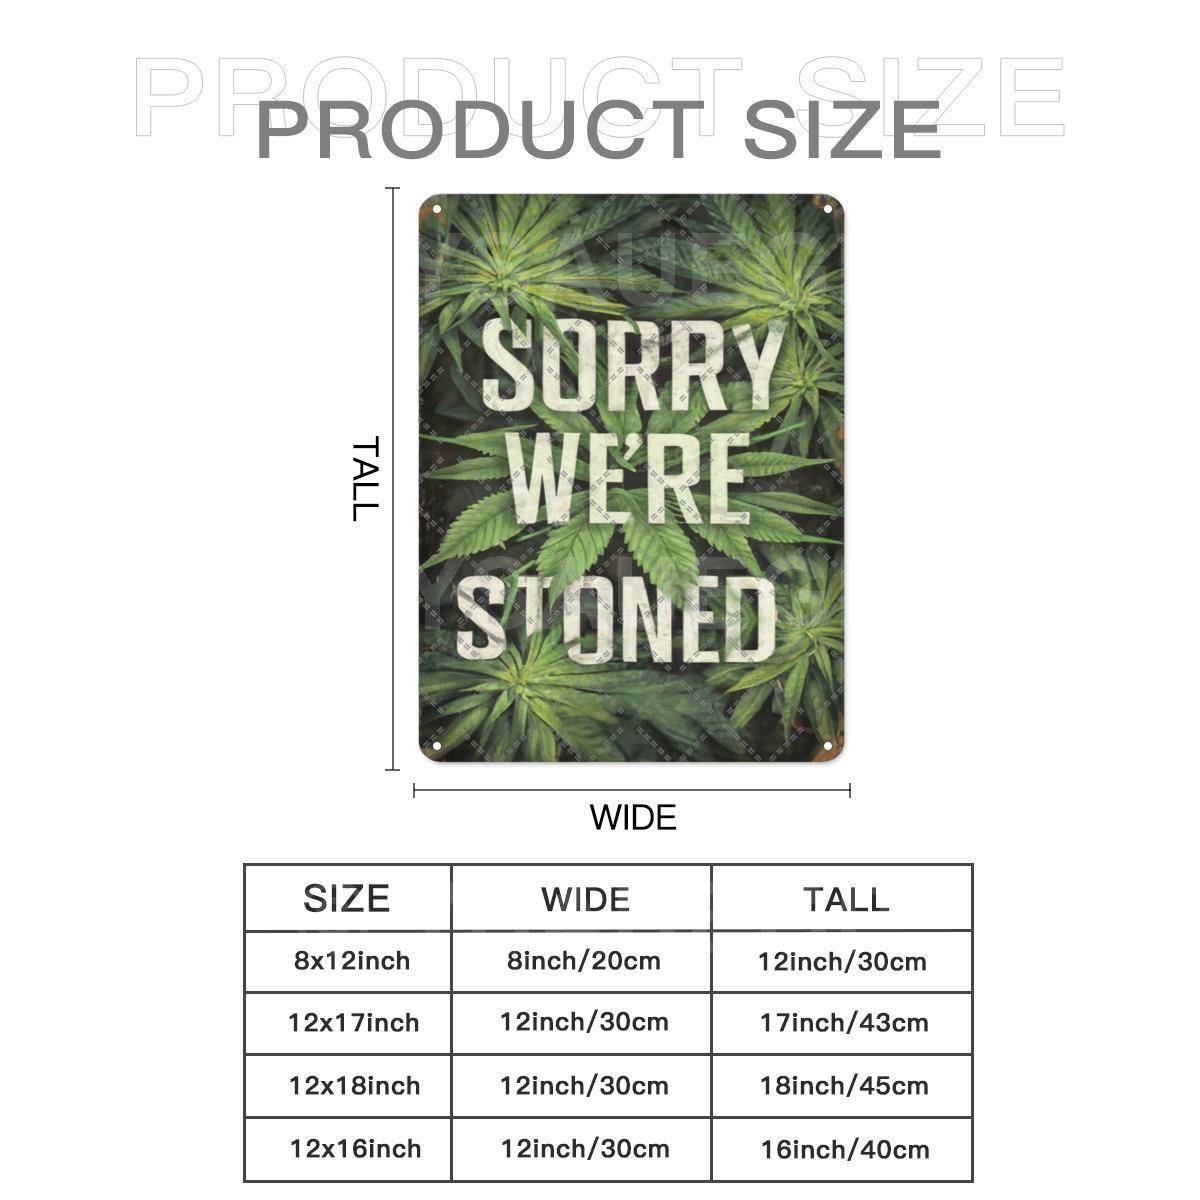 PRODUCT SIZE
PRODUCT SIZE
SORRY
WE'RE
STONED
TALL
WIDE
SIZE WIDE TALL
8x12inch 8inch/20cm 12inch/30cm
12x17inch 12inch/30cm 17inch/43cm
12x18inch 12inch/30cm 18inch/45cm
12x16inch 12inch/30cm 16inch/40cm